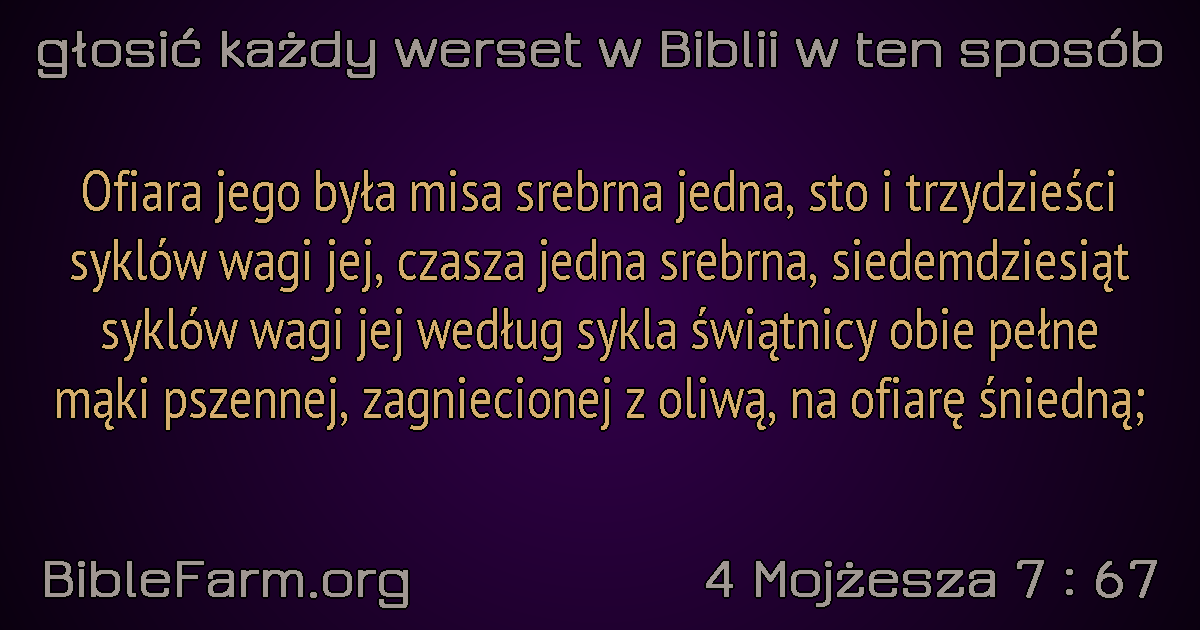 głosić każdy werset w Biblii w ten sposób
Ofiara jego była misa srebrna jedna, sto i trzydzieści
syklów wagi jej, czasza jedna srebrna, siedemdziesiąt
syklów wagi jej według sykla świątnicy obie pełne
mąki pszennej, zagniecionej z oliwą, na ofiarę śniedną;
BibleFarm.org
4 Mojżesza 7 : 67